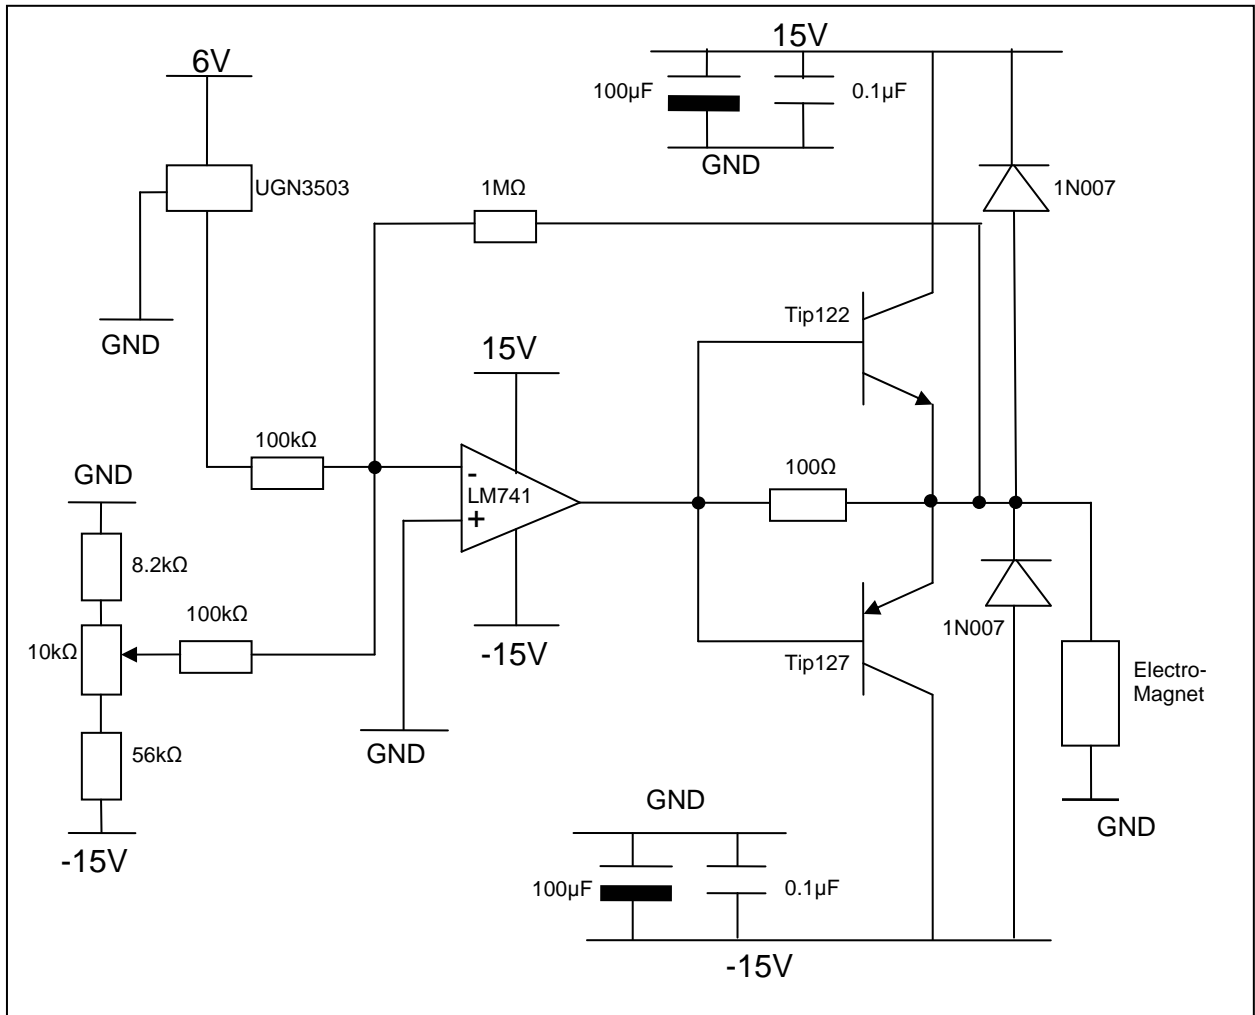 15V
6V
100µF
0.1µF
GND
UGN3503
1MΩ
1N007
Tip122
GND
15V
100kΩ
100Ω
GND
-
LM741
+
8.2kΩ
100kΩ
1N007
10kΩ
-15V
Tip127
Electro-
Magnet
GND
56kΩ
GND
GND
-15V
100µF
0.1µF
-15V